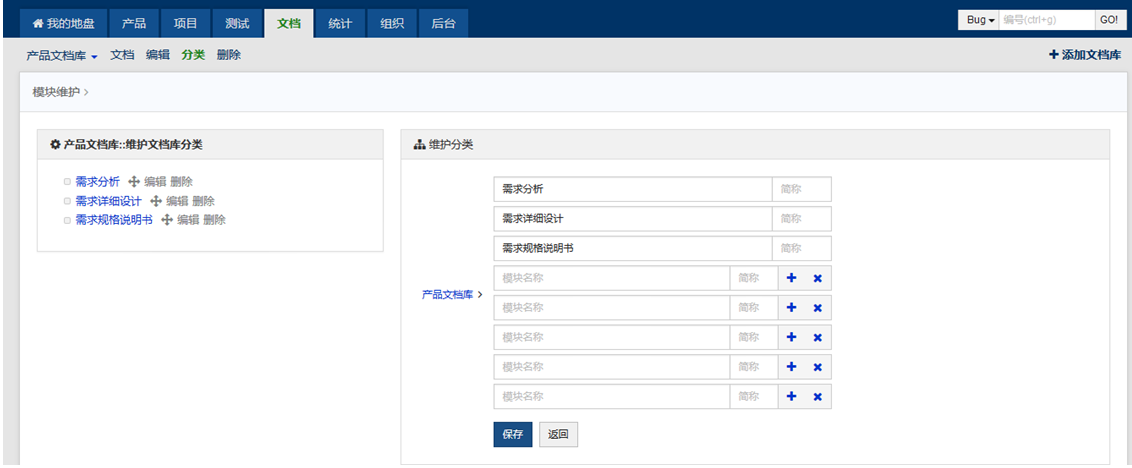 我的地盘 产品 项目 测试 文档 统计 组织 后台 Bug 编号(ctrl+g) GO!
产品文档库 文档 编辑 分类 删除 添加文档库
模块维护
产品文档库::维护文档库分类
需求分析 编辑 删除
需求详细设计 编辑 删除
需求规格说明书 编辑 删除
维护分类
产品文档库
需求分析 简称
需求详细设计 简称
需求规格说明书 简称
模块名称 简称
模块名称 简称
模块名称 简称
模块名称 简称
模块名称 简称
保存 返回